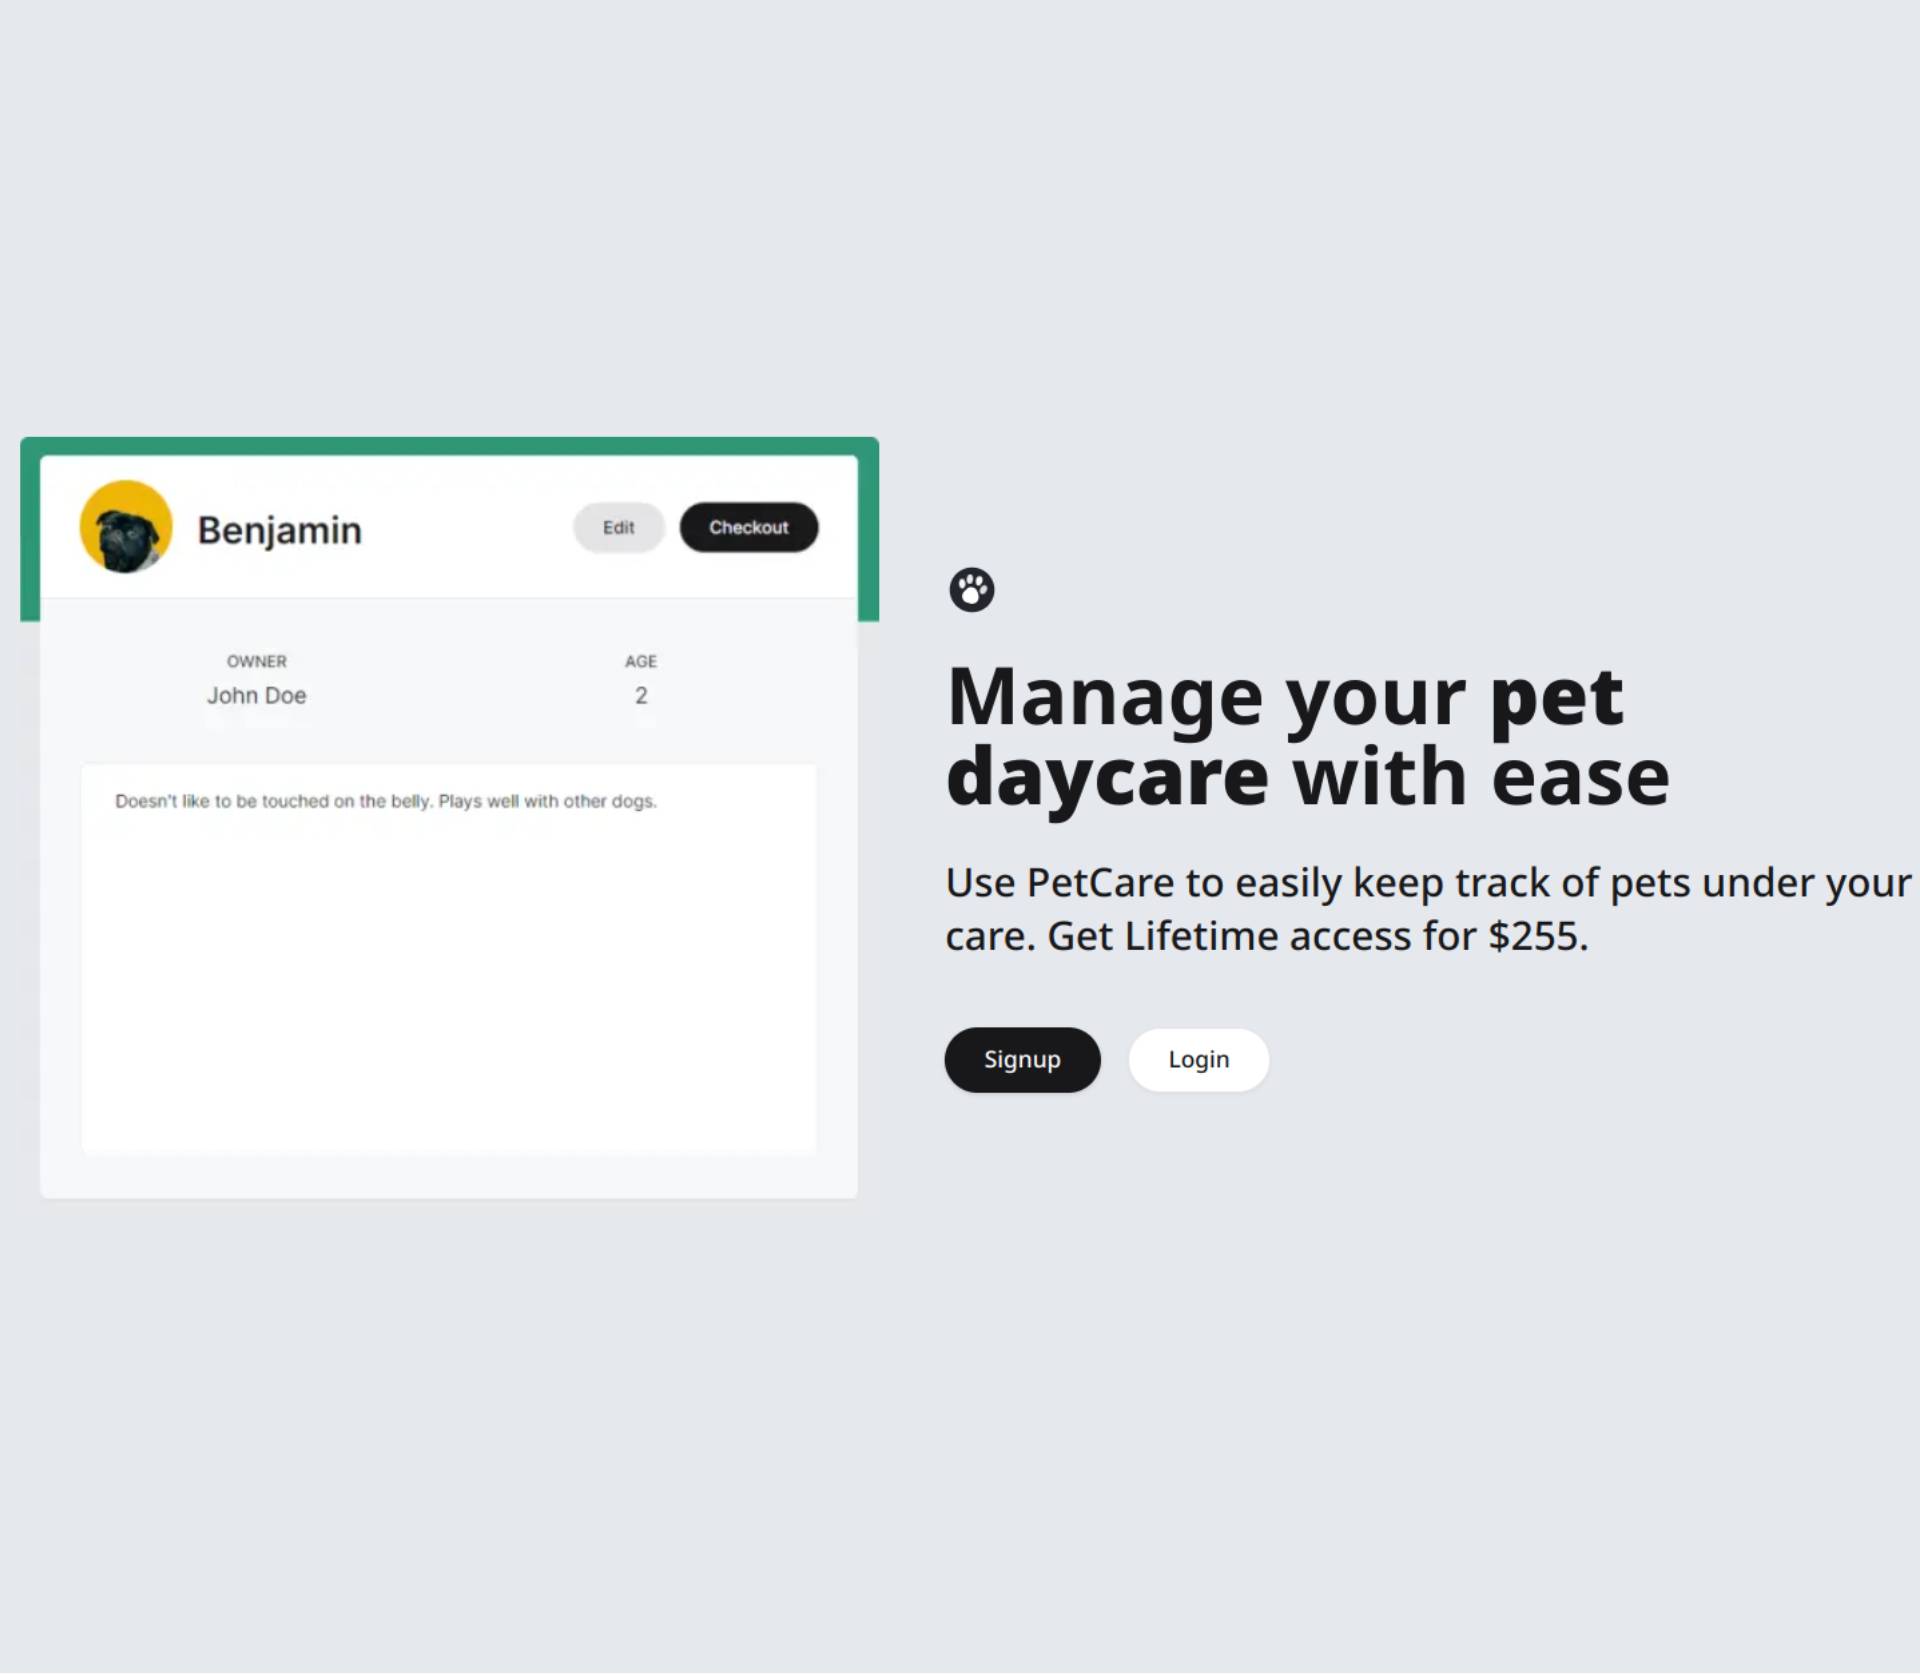 Benjamin
Edit
Checkout
OWNER
AGE
John Doe
2
Doesn't like to be touched on the belly. Plays well with other dogs.
Manage your pet
daycare with ease
Use PetCare to easily keep track of pets under your
care. Get Lifetime access for $255.
Signup
Login